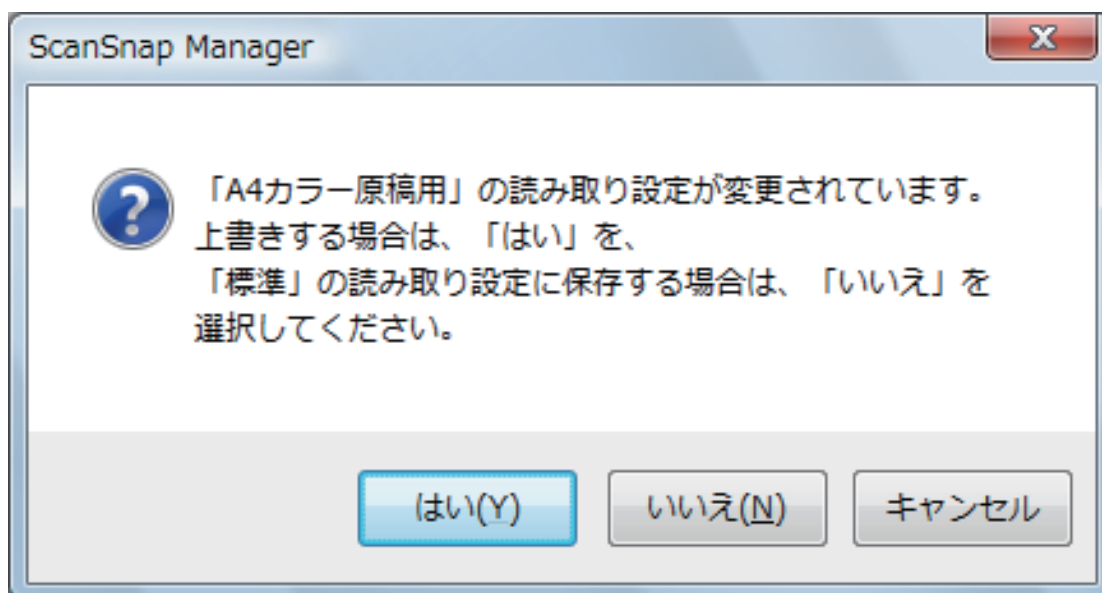 ScanSnap Manager
「A4カラー原稿用」の読み取り設定が変更されています。
上書きする場合は、「はい」を、
「標準」の読み取り設定に保存する場合は、「いいえ」を
選択してください。
はい(Y)
いいえ(N)
キャンセル